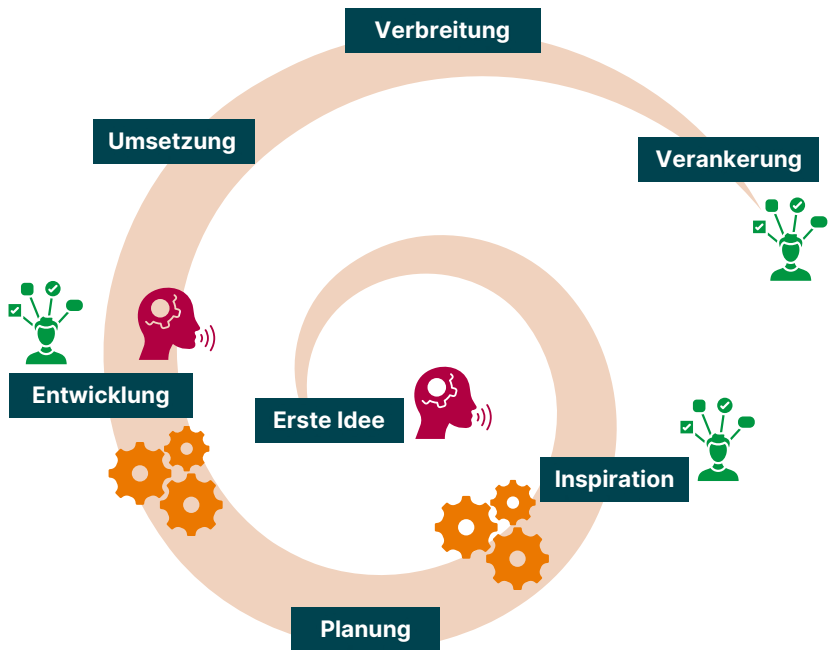 Verbreitung
Umsetzung
Verankerung
Entwicklung
Erste Idee
Inspiration
Planung